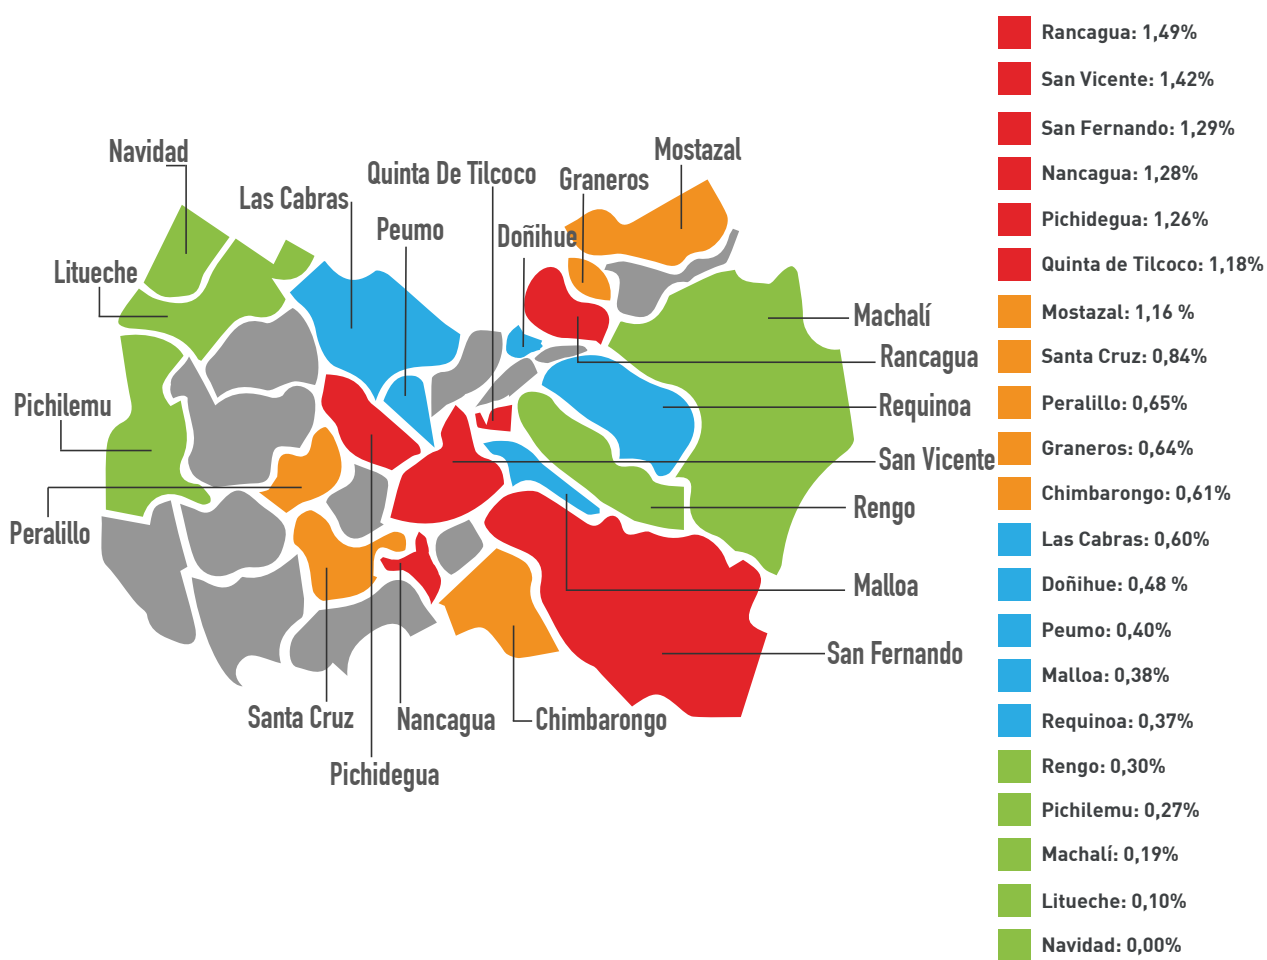 Navidad
Litueche
Las Cabras
Peumo
Quinta De Tilcoco
Doñihue
Graneros
Mostazal
Machalí
Rancagua
Requinoa
San Vicente
Rengo
Malloa
San Fernando
Pichilemu
Peralillo
Santa Cruz
Nancagua
Chimbarongo
Pichidegua
Rancagua: 1,49%
San Vicente: 1,42%
San Fernando: 1,29%
Nancagua: 1,28%
Pichidegua: 1,26%
Quinta de Tilcoco: 1,18%
Mostazal: 1,16 %
Santa Cruz: 0,84%
Peralillo: 0,65%
Graneros: 0,64%
Chimbarongo: 0,61%
Las Cabras: 0,60%
Doñihue: 0,48 %
Peumo: 0,40%
Malloa: 0,38%
Requinoa: 0,37%
Rengo: 0,30%
Pichilemu: 0,27%
Machalí: 0,19%
Litueche: 0,10%
Navidad: 0,00%